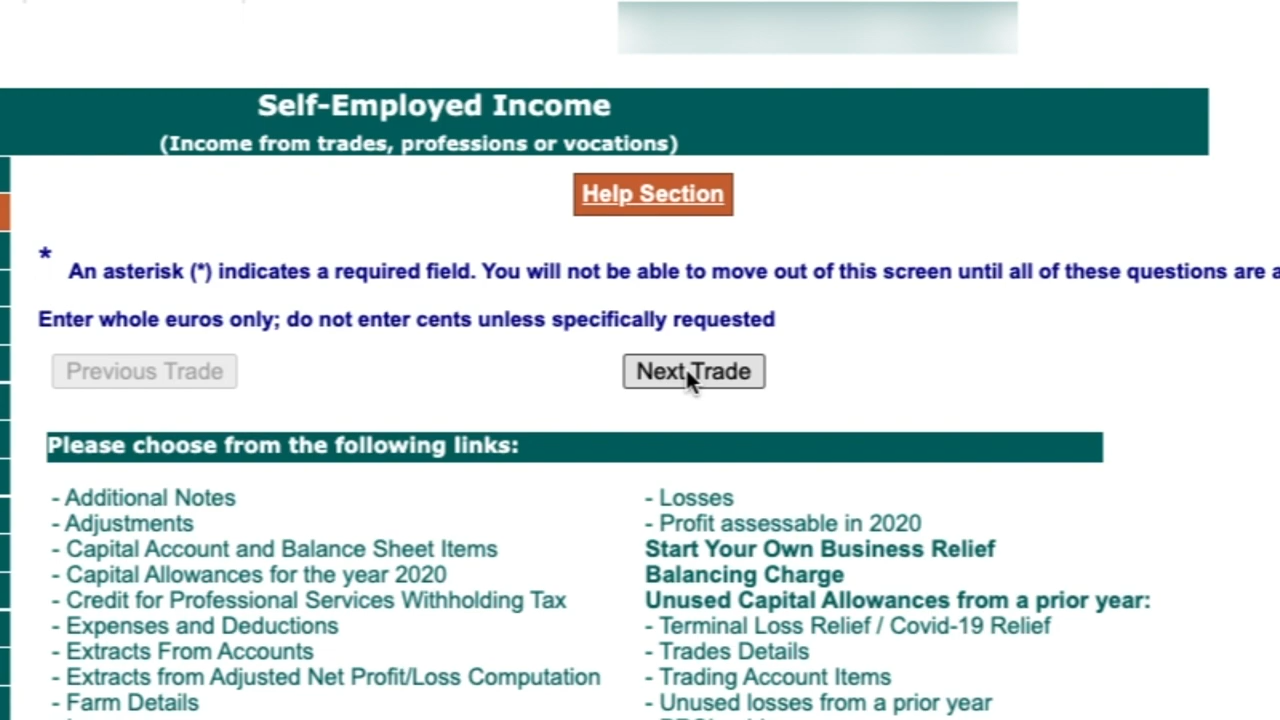 Self-Employed Income
(Income from trades, professions or vocations)
Help Section
*
An asterisk (*) indicates a required field. You will not be able to move out of this screen until all of these questions are
Enter whole euros only; do not enter cents unless specifically requested
Previous Trade
Next Trade
Please choose from the following links:
- Additional Notes
- Adjustments
- Capital Account and Balance Sheet Items
- Capital Allowances for the year 2020
- Credit for Professional Services Withholding Tax
- Expenses and Deductions
- Extracts From Accounts
- Extracts from Adjusted Net Profit/Loss Computation
- Farm Details
- Losses
- Profit assessable in 2020
Start Your Own Business Relief
Balancing Charge
Unused Capital Allowances from a prior year:
- Terminal Loss Relief / Covid-19 Relief
- Trades Details
- Trading Account Items
- Unused losses from a prior year